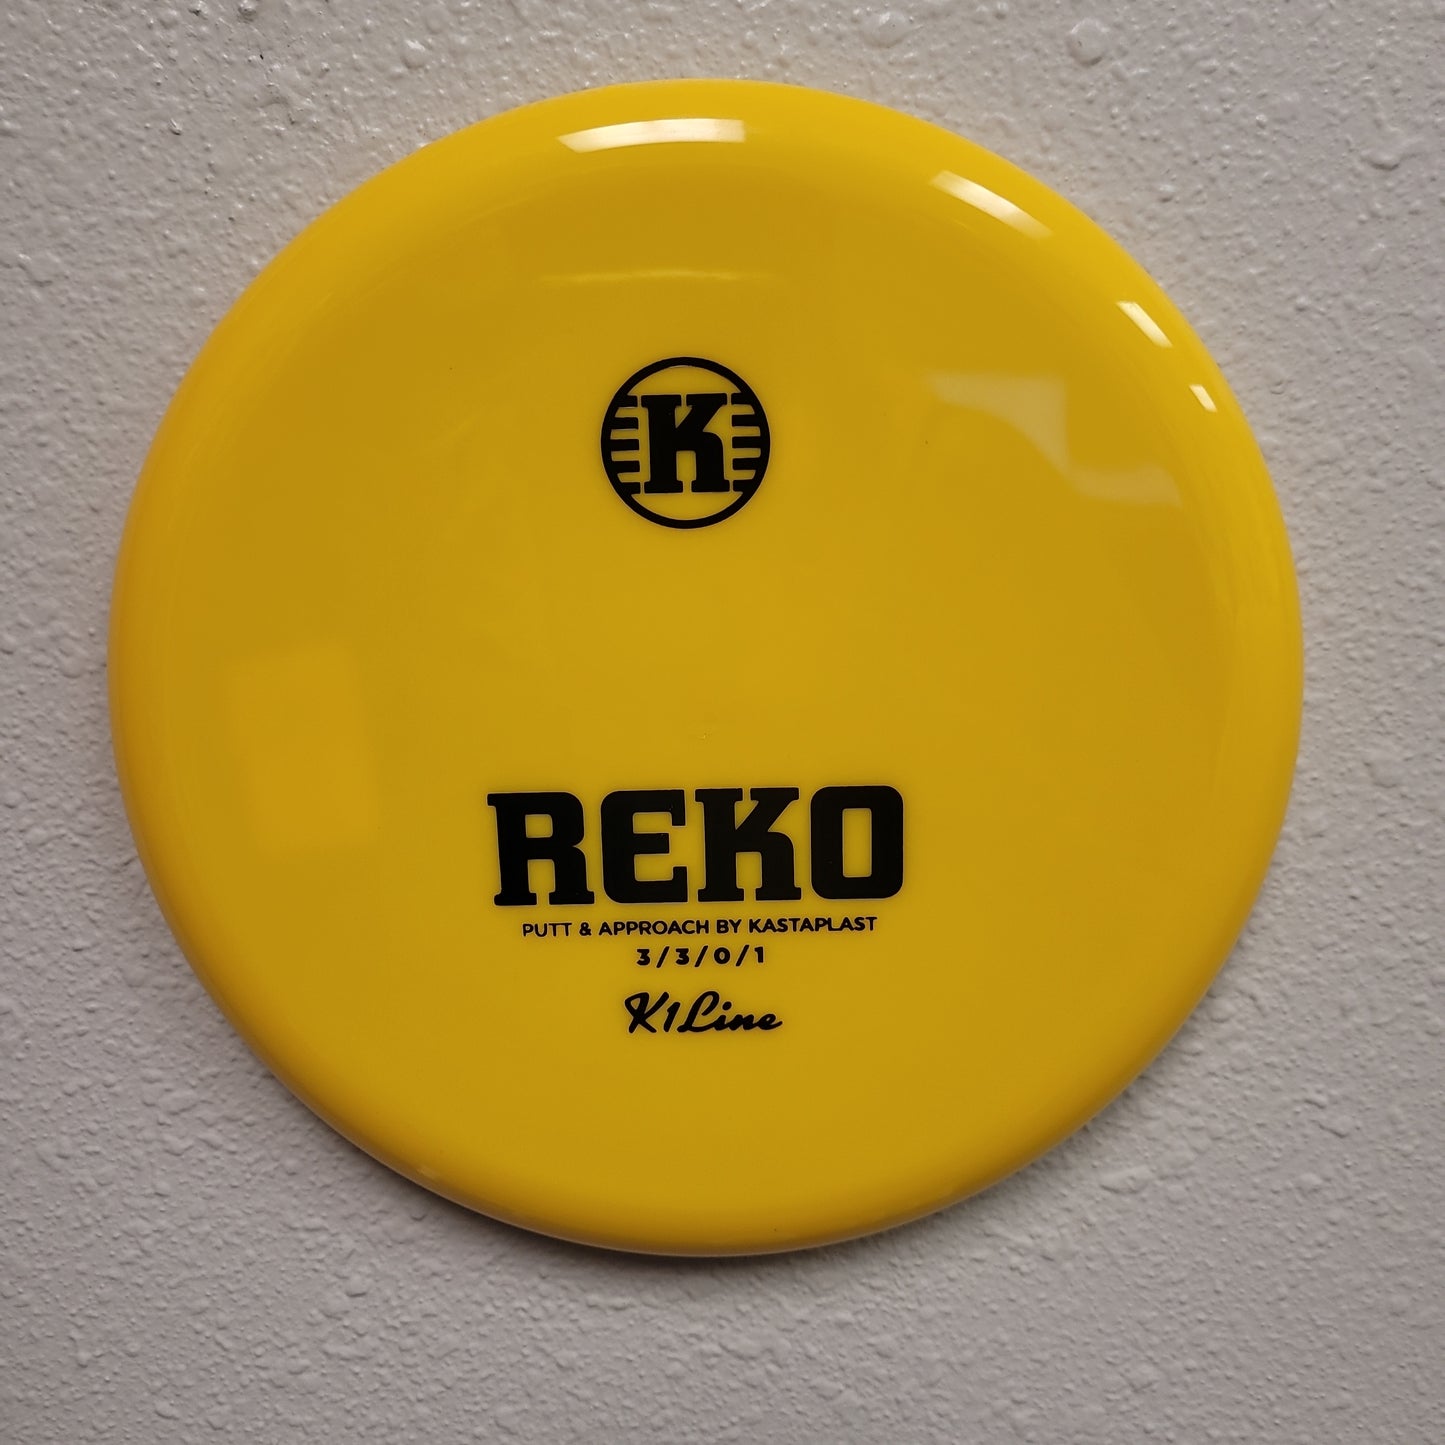 K
REKO
PUTT & APPROACH BY KASTAPLAST
3/3/0/1
K1Line